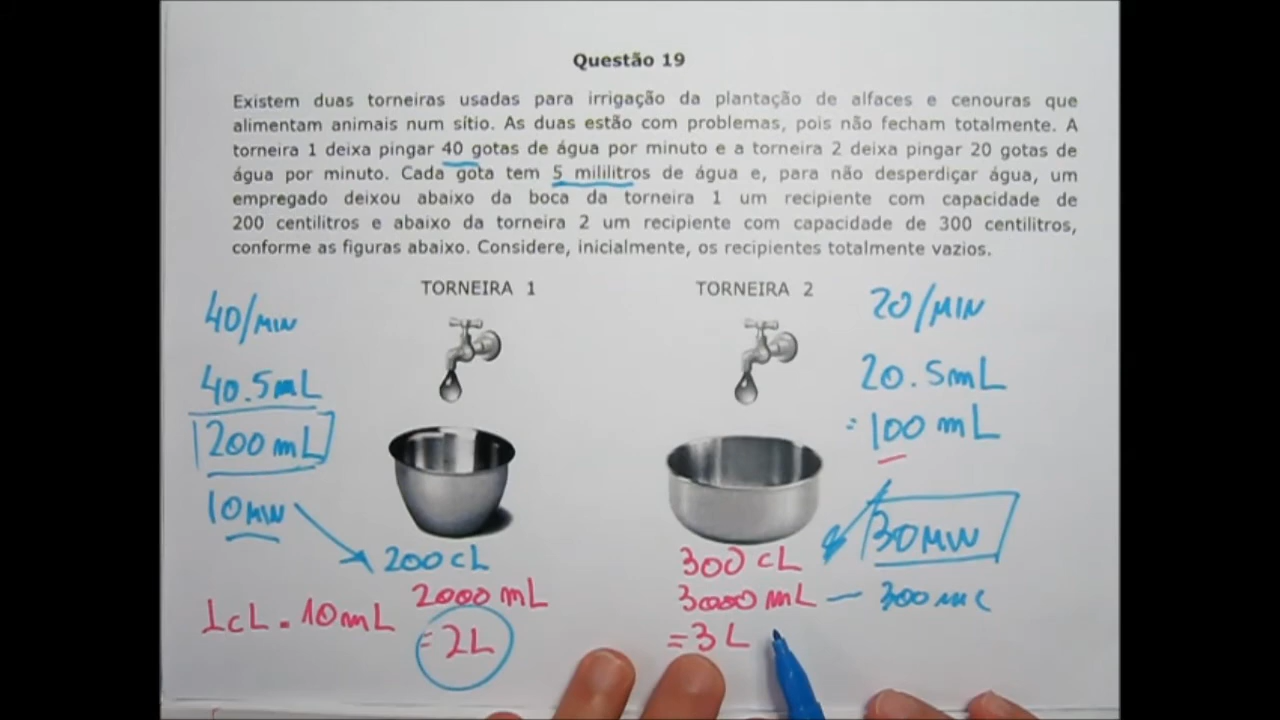 Questão 19
Existem duas torneiras usadas para irrigação da plantação de alfaces e cenouras que
alimentam animais num sítio. As duas estão com problemas, pois não fecham totalmente. A
torneira 1 deixa pingar 40 gotas de água por minuto e a torneira 2 deixa pingar 20 gotas de
água por minuto. Cada gota tem 5 mililitros de água e, para não desperdiçar água, um
empregado deixou abaixo da boca da torneira 1 um recipiente com capacidade de
200 centilitros e abaixo da torneira 2 um recipiente com capacidade de 300 centilitros,
conforme as figuras abaixo. Considere, inicialmente, os recipientes totalmente vazios.
TORNEIRA 1
TORNEIRA 2
40/MIN
40.5mL
200 mL
10MIN
200 cL
2000 mL
= 2L
1cL = 10mL
20/MIN
20.5mL
= 100 mL
30MIN
300 cL
3000 mL
= 3L